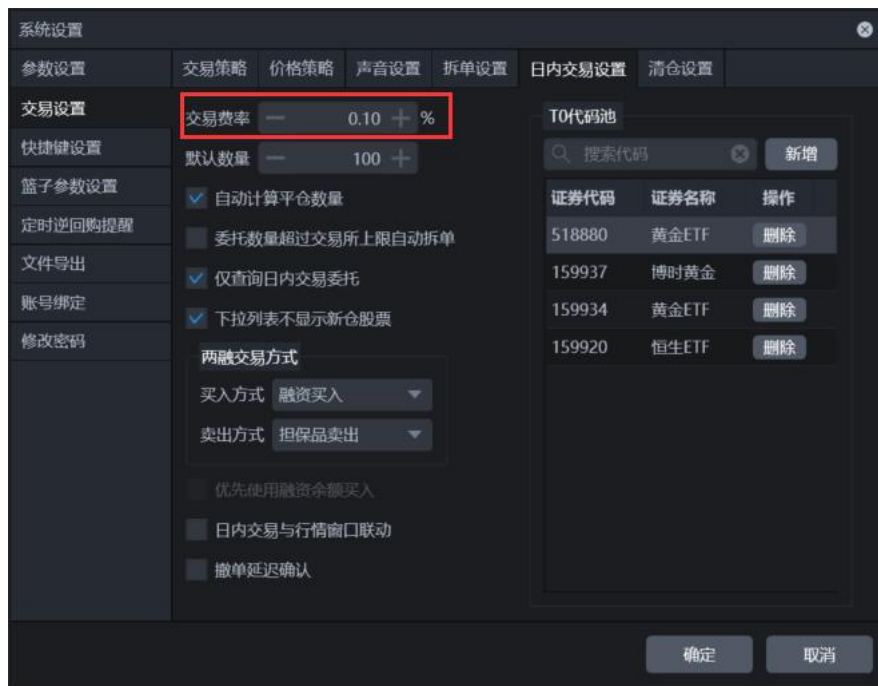 系统设置
参数设置
交易设置
快捷键设置
篮子参数设置
定时逆回购提醒
文件导出
账号绑定
修改密码
交易策略 价格策略 声音设置 拆单设置 日内交易设置 清仓设置
交易费率 0.10 %
默认数量 100
自动计算平仓数量
委托数量超过交易所上限自动拆单
仅查询日内交易委托
下拉列表不显示新仓股票
两融交易方式
买入方式 融资买入
卖出方式 担保品卖出
优先使用融资余额买入
日内交易与行情窗口联动
撤单延迟确认
T0代码池
搜索代码 新增
证券代码 证券名称 操作
518880 黄金ETF 删除
159937 博时黄金 删除
159934 黄金ETF 删除
159920 恒生ETF 删除
确定 取消